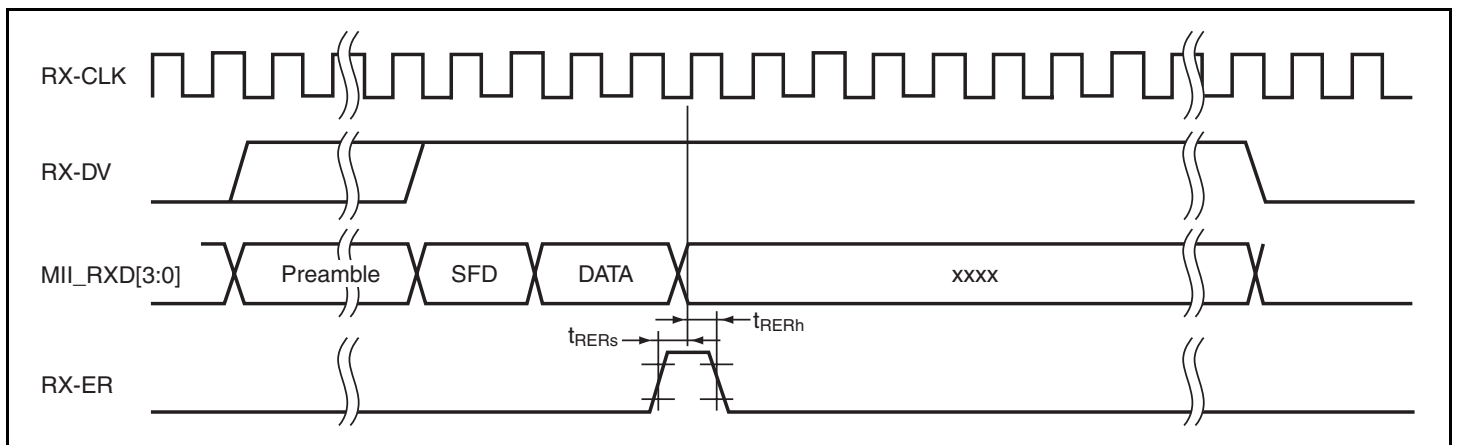 RX-CLK
RX-DV
MII_RXD[3:0]
Preamble
SFD
DATA
xxxx
tRERs
tRERh
RX-ER